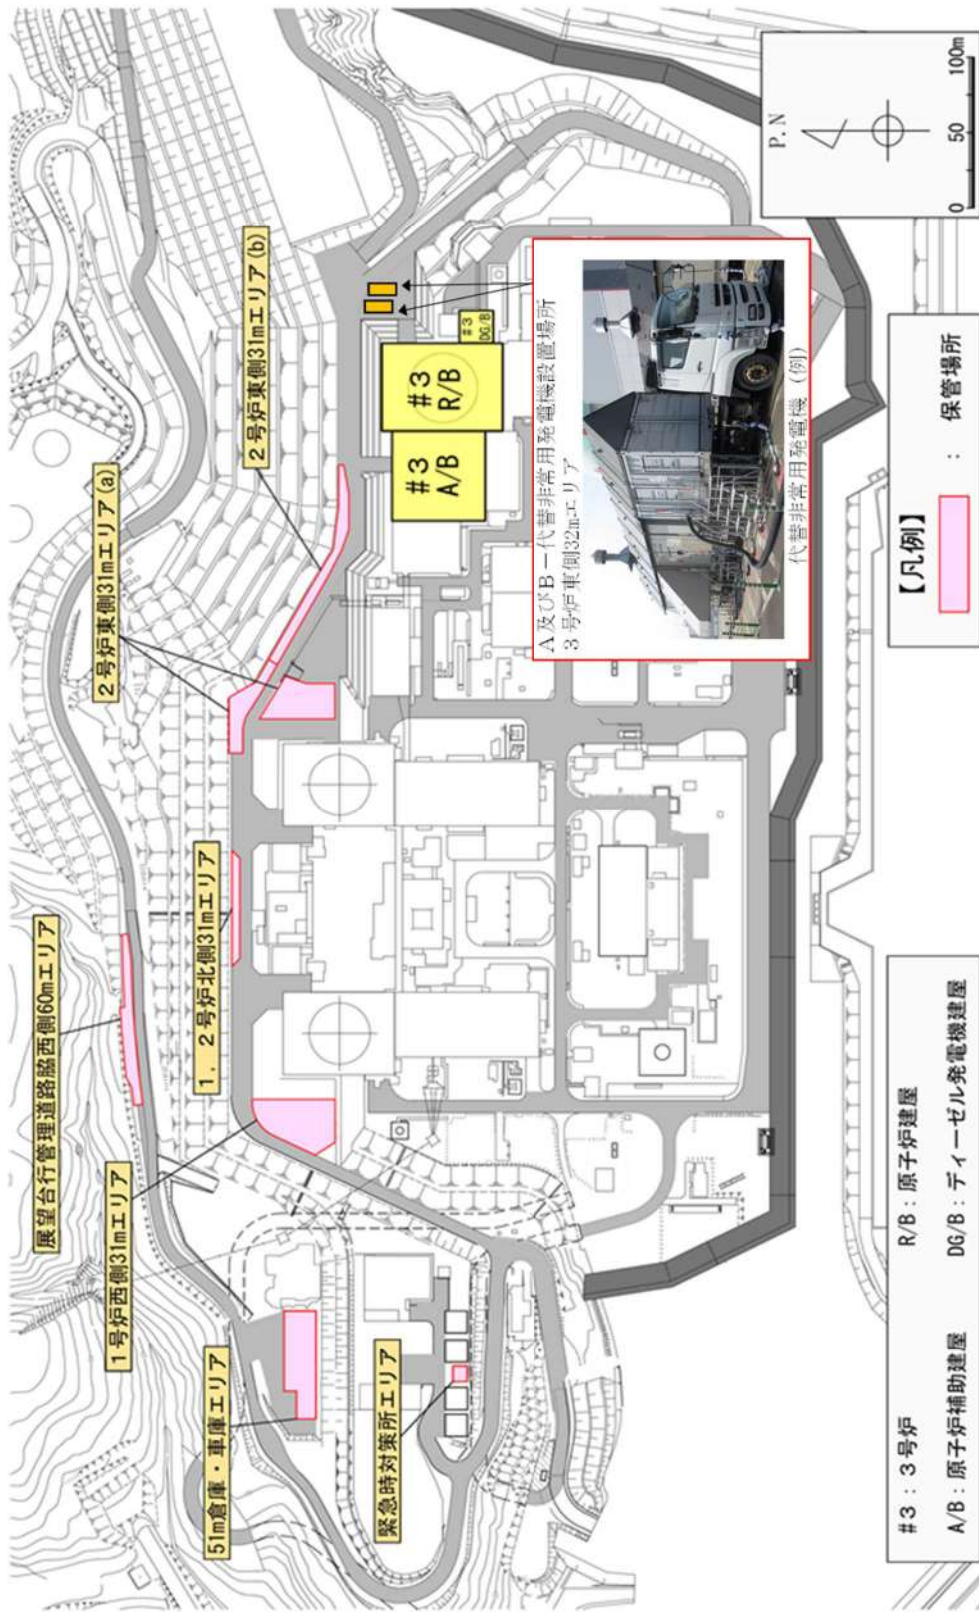 展望台行管理道路脇西側60mエリア
1号炉西側31mエリア
51m倉庫・車庫エリア
緊急時対策所エリア
1．2号炉北側31mエリア
2号炉東側31mエリア(a)
2号炉東側31mエリア(b)
#3
A/B
#3
R/B
#3
DG/B
A及びB－代替非常用発電機設置場所
3号炉東側32mエリア
代替非常用発電機（例）
P.N
0 50 100m
【凡例】
： 保管場所
#3：3号炉 R/B：原子炉建屋
A/B：原子炉補助建屋 DG/B：ディーゼル発電機建屋